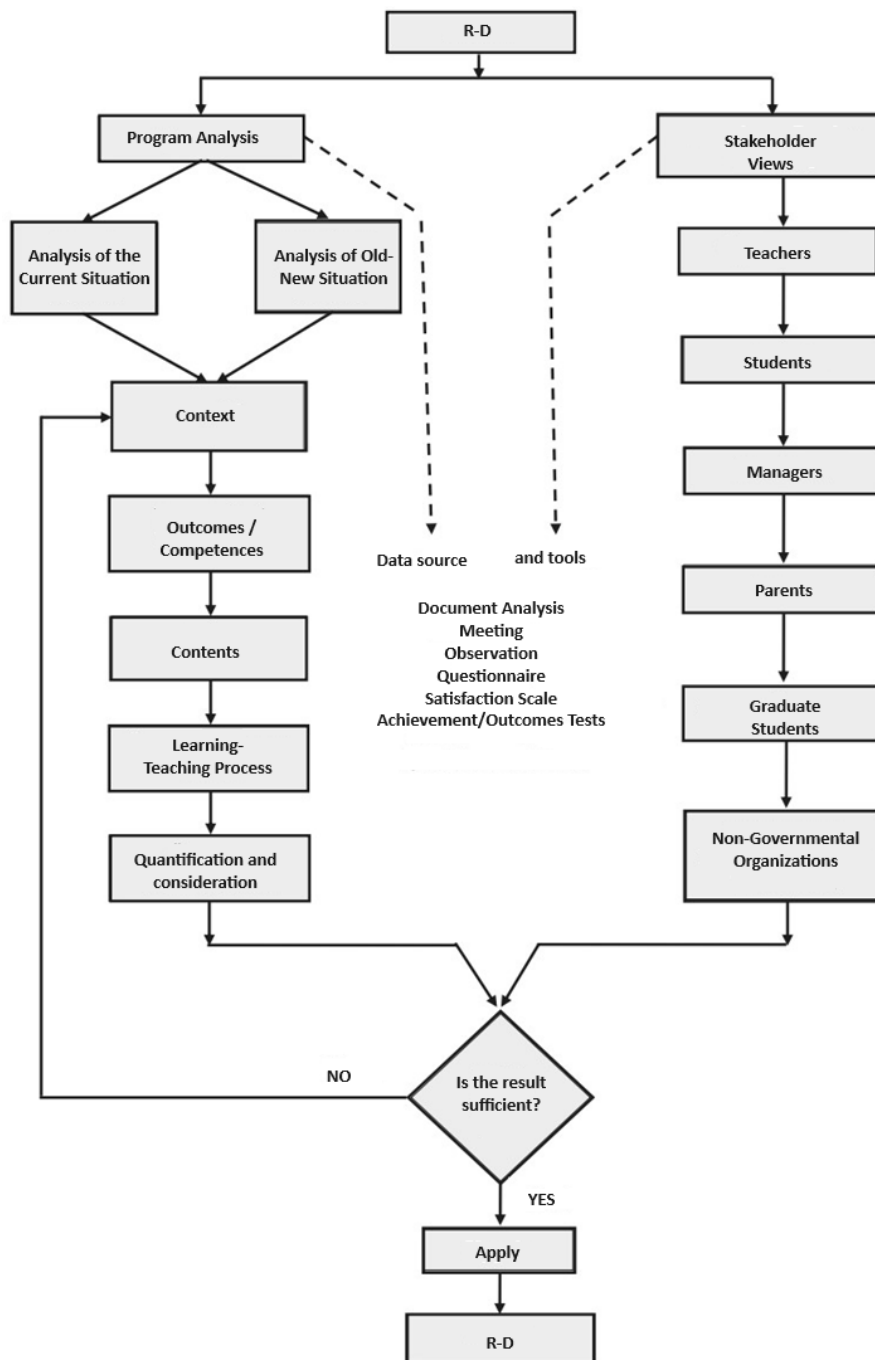 R-D
Program Analysis
Stakeholder
Views
Analysis of the
Current Situation
Analysis of Old-
New Situation
Teachers
Students
Context
Managers
Outcomes /
Competences
Data source
and tools
Parents
Document Analysis
Meeting
Observation
Questionnaire
Satisfaction Scale
Achievement/Outcomes Tests
Contents
Graduate
Students
Learning-
Teaching Process
Non-Governmental
Organizations
Quantification and
consideration
NO
Is the result
sufficient?
YES
Apply
R-D